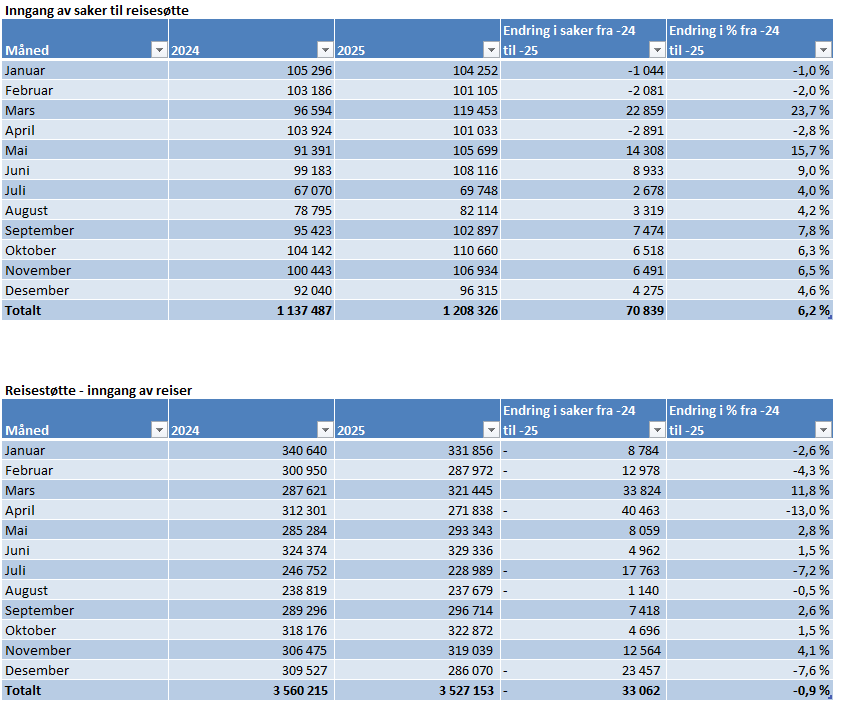 Inngang av saker til reisesøtte
Måned 2024 2025 Endring i saker fra -24 til -25 Endring i % fra -24 til -25
Januar 105 296 104 252 -1 044 -1,0 %
Februar 103 186 101 105 -2 081 -2,0 %
Mars 96 594 119 453 22 859 23,7 %
April 103 924 101 033 -2 891 -2,8 %
Mai 91 391 105 699 14 308 15,7 %
Juni 99 183 108 116 8 933 9,0 %
Juli 67 070 69 748 2 678 4,0 %
August 78 795 82 114 3 319 4,2 %
September 95 423 102 897 7 474 7,8 %
Oktober 104 142 110 660 6 518 6,3 %
November 100 443 106 934 6 491 6,5 %
Desember 92 040 96 315 4 275 4,6 %
Totalt 1 137 487 1 208 326 70 839 6,2 %
Reisestøtte - inngang av reiser
Måned 2024 2025 Endring i saker fra -24 til -25 Endring i % fra -24 til -25
Januar 340 640 331 856 - 8 784 -2,6 %
Februar 300 950 287 972 - 12 978 -4,3 %
Mars 287 621 321 445 33 824 11,8 %
April 312 301 271 838 - 40 463 -13,0 %
Mai 285 284 293 343 8 059 2,8 %
Juni 324 374 329 336 4 962 1,5 %
Juli 246 752 228 989 - 17 763 -7,2 %
August 238 819 237 679 - 1 140 -0,5 %
September 289 296 296 714 7 418 2,6 %
Oktober 318 176 322 872 4 696 1,5 %
November 306 475 319 039 12 564 4,1 %
Desember 309 527 286 070 - 23 457 -7,6 %
Totalt 3 560 215 3 527 153 - 33 062 -0,9 %